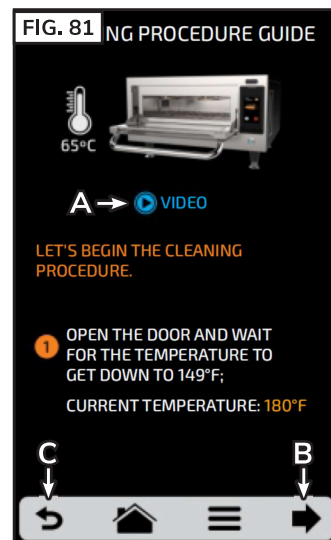 FIG. 81
NG PROCEDURE GUIDE
65ºC
A
VIDEO
LET'S BEGIN THE CLEANING
PROCEDURE.
1
OPEN THE DOOR AND WAIT
FOR THE TEMPERATURE TO
GET DOWN TO 149°F;
CURRENT TEMPERATURE: 180°F
C
B